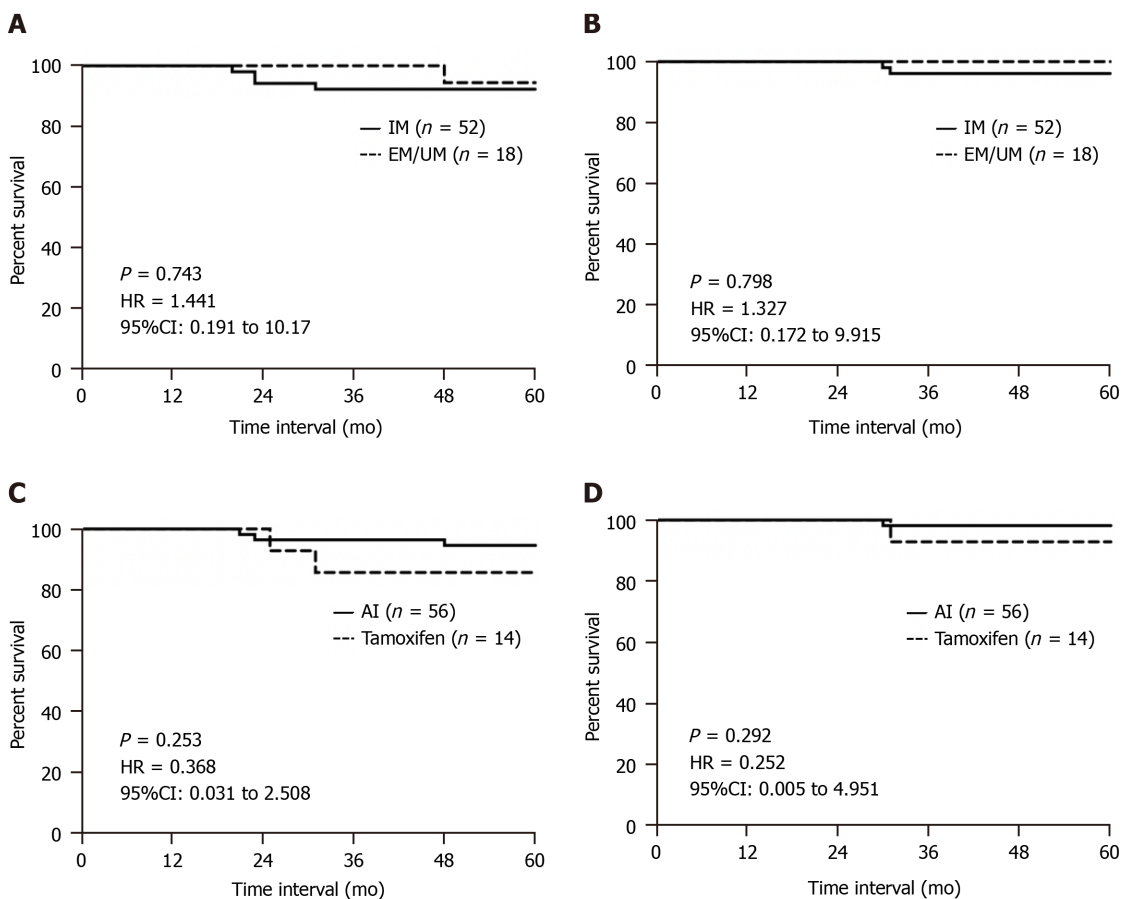 A
Percent survival
100
80
60
40
20
0
IM (n = 52)
EM/UM (n = 18)
P = 0.743
HR = 1.441
95%CI: 0.191 to 10.17
0 12 24 36 48 60
Time interval (mo)
B
Percent survival
100
80
60
40
20
0
IM (n = 52)
EM/UM (n = 18)
P = 0.798
HR = 1.327
95%CI: 0.172 to 9.915
0 12 24 36 48 60
Time interval (mo)
C
Percent survival
100
80
60
40
20
0
AI (n = 56)
Tamoxifen (n = 14)
P = 0.253
HR = 0.368
95%CI: 0.031 to 2.508
0 12 24 36 48 60
Time interval (mo)
D
Percent survival
100
80
60
40
20
0
AI (n = 56)
Tamoxifen (n = 14)
P = 0.292
HR = 0.252
95%CI: 0.005 to 4.951
0 12 24 36 48 60
Time interval (mo)